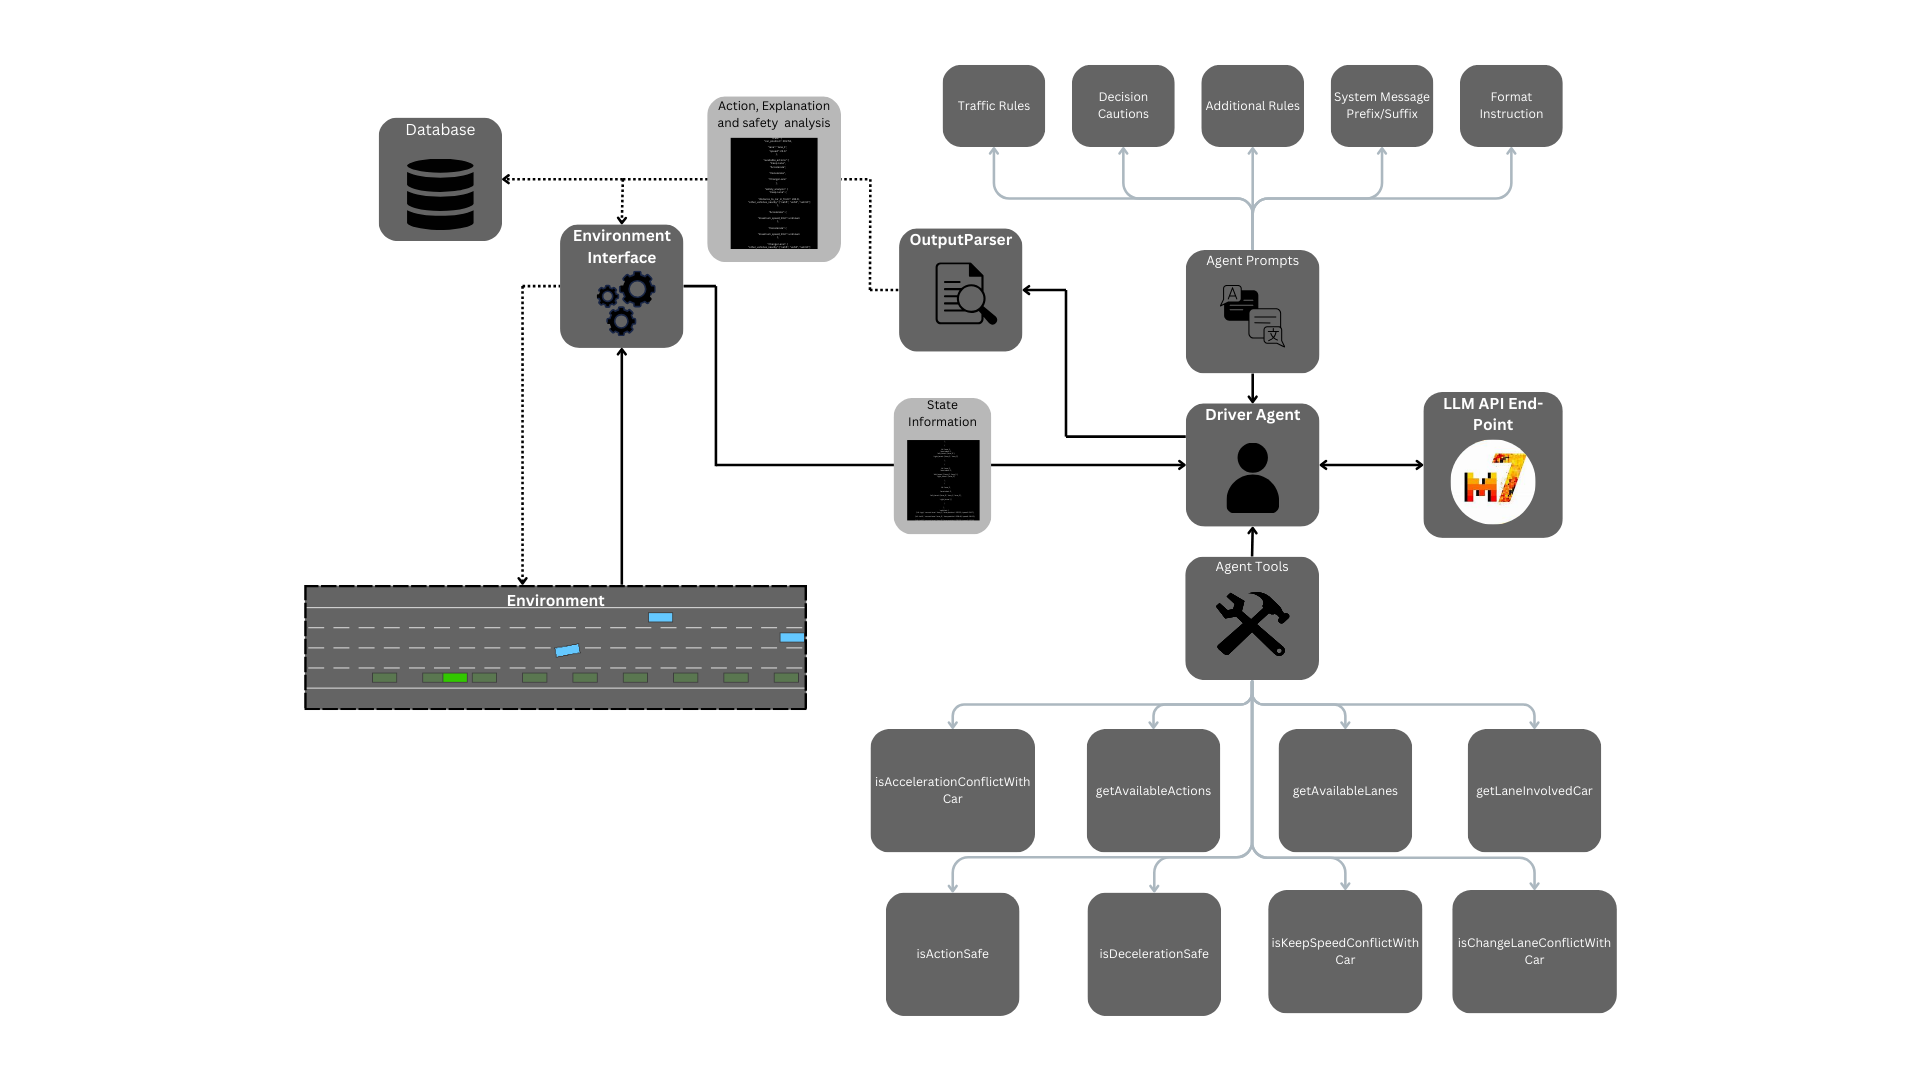 Traffic Rules
Decision
Cautions
Additional Rules
System Message
Prefix/Suffix
Format
Instruction
Action, Explanation
and safety analysis
Database
Environment
Interface
OutputParser
Agent Prompts
A
文
State
Information
Driver Agent
LLM API End-
Point
Environment
Agent Tools
isAccelerationConflictWith
Car
getAvailableActions
getAvailableLanes
getLaneInvolvedCar
isActionSafe
isDecelerationSafe
isKeepSpeedConflictWith
Car
isChangeLaneConflictWith
Car